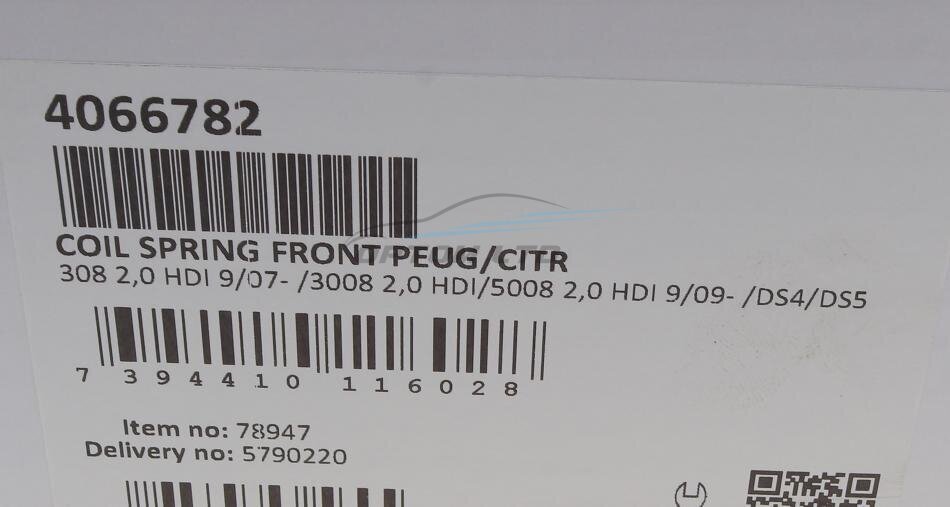 4066782
COIL SPRING FRONT PEUG/CITR
308 2,0 HDI 9/07- /3008 2,0 HDI/5008 2,0 HDI 9/09- /DS4/DS5
7 394410 116028
Item no: 78947
Delivery no: 5790220